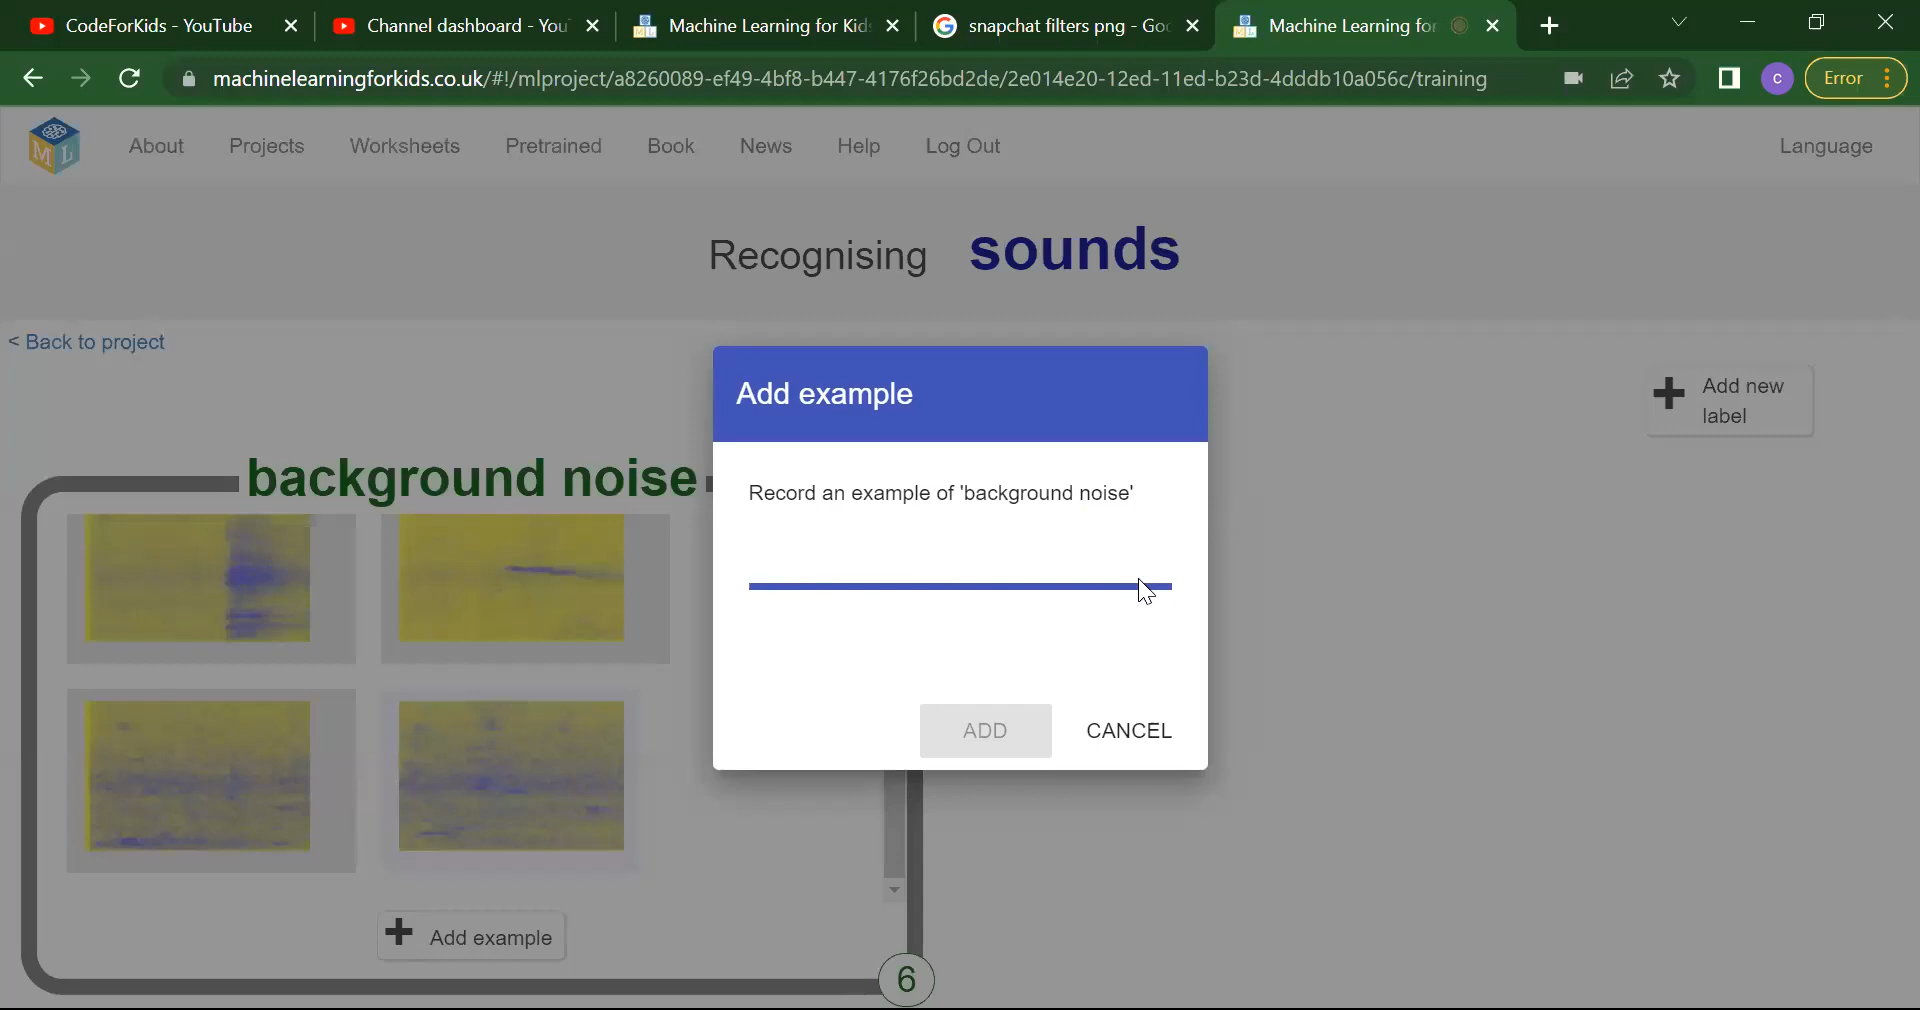 CodeForKids - YouTube
Channel dashboard - You
Machine Learning for Kids
snapchat filters png - Goo
Machine Learning for
machinelearningforkids.co.uk/#!/mlproject/a8260089-ef49-4bf8-b447-4176f26bd2de/2e014e20-12ed-11ed-b23d-4dddb10a056c/training
c
Error
ML
About
Projects
Worksheets
Pretrained
Book
News
Help
Log Out
Language
Recognising sounds
< Back to project
Add new
label
background noise
Add example
Record an example of 'background noise'
ADD
CANCEL
Add example
6